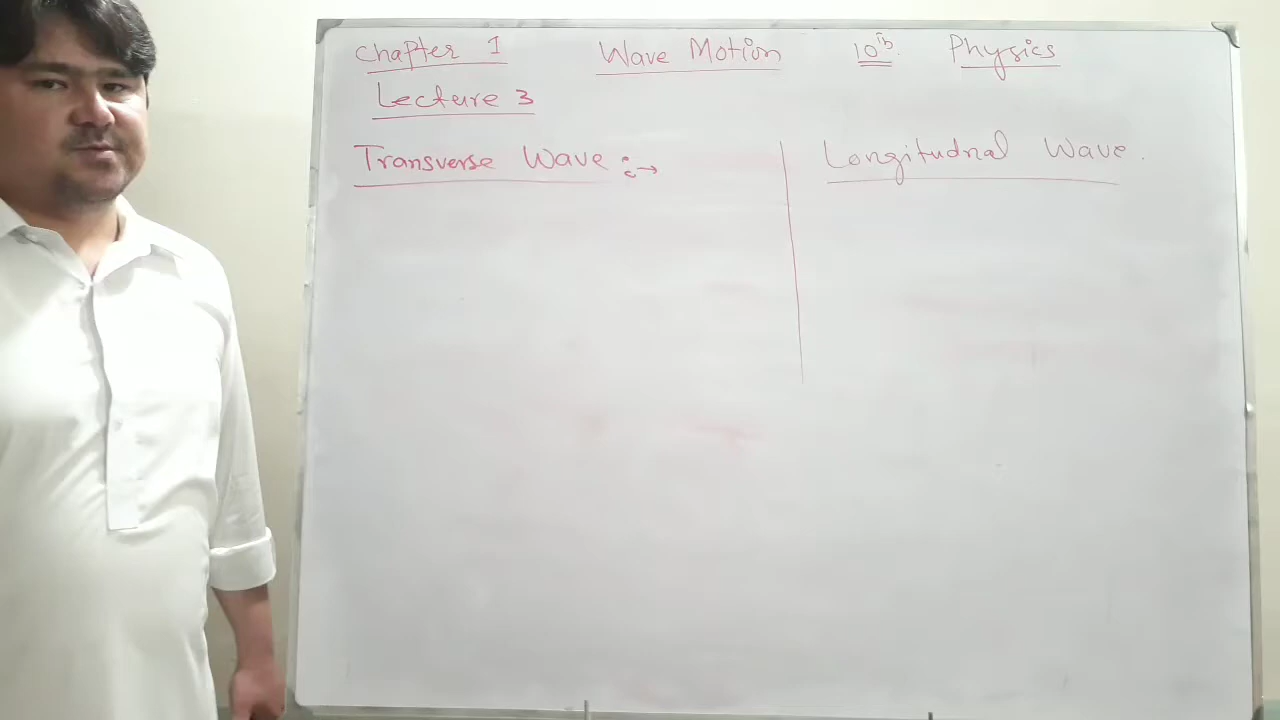 Chapter 1 Wave Motion 10th Physics
Lecture 3
Transverse Wave :→
Longitudnal Wave.